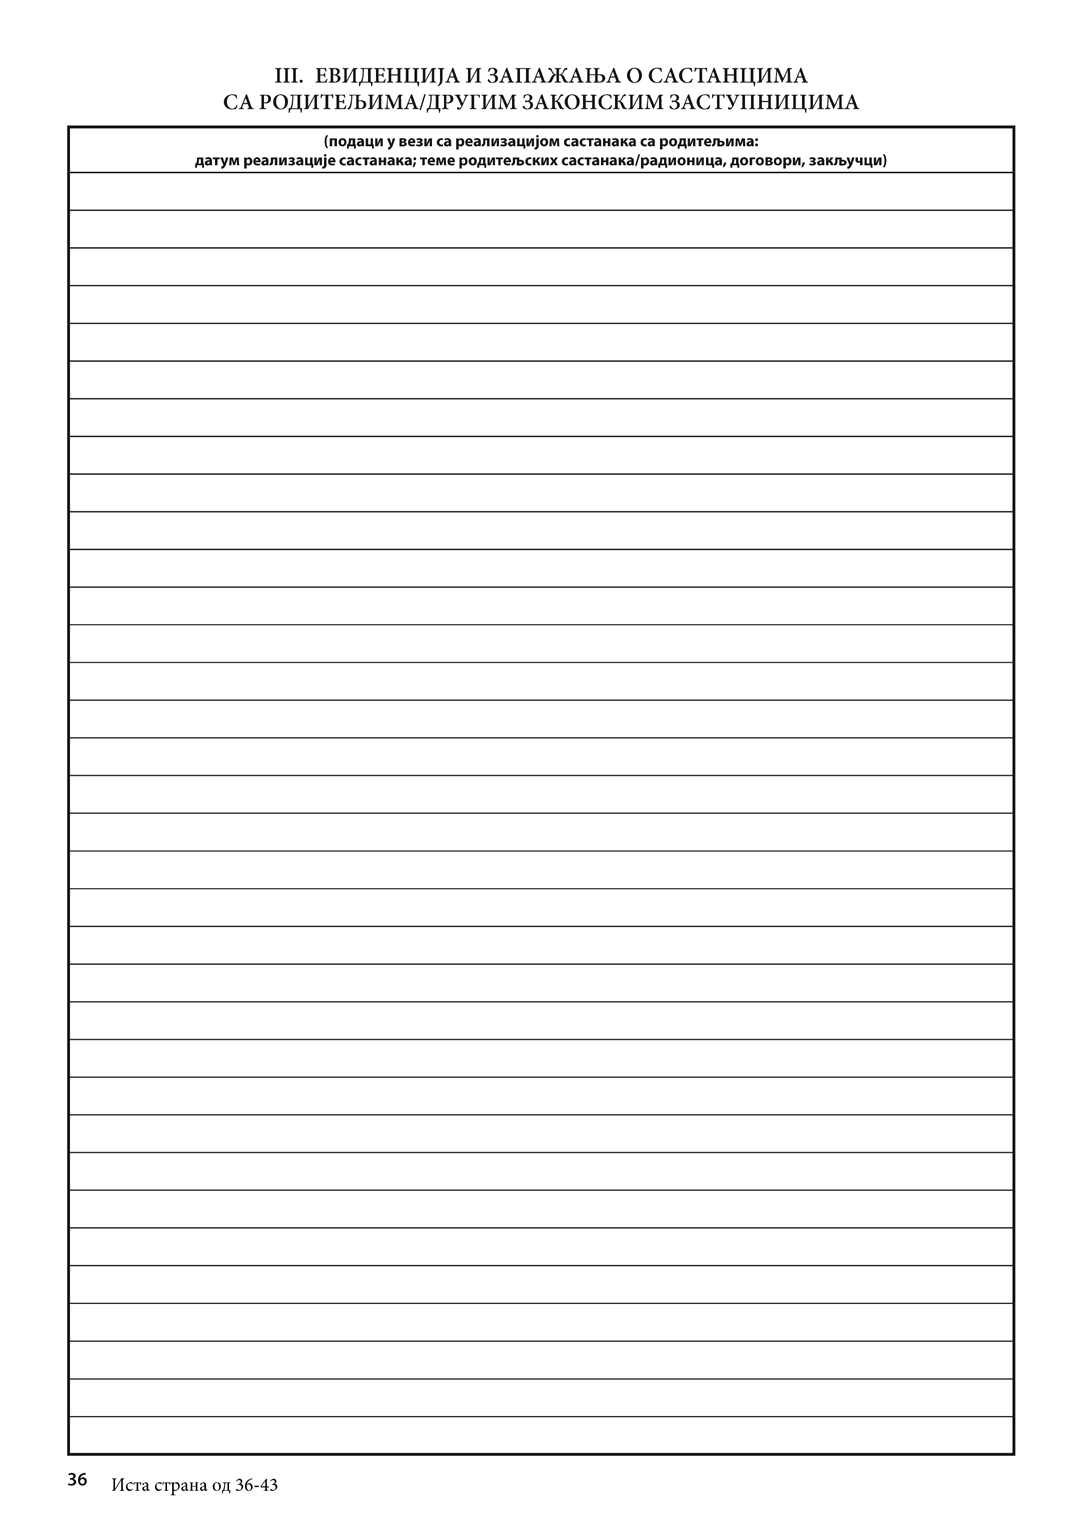 III. ЕВИДЕНЦИЈА И ЗАПАЖАЊА О САСТАНЦИМА
СА РОДИТЕЉИМА/ДРУГИМ ЗАКОНСКИМ ЗАСТУПНИЦИМА
(подаци у вези са реализацијом састанака са родитељима:
датум реализације састанака; теме родитељских састанака/радионица, договори, закључци)
36 Иста страна од 36-43